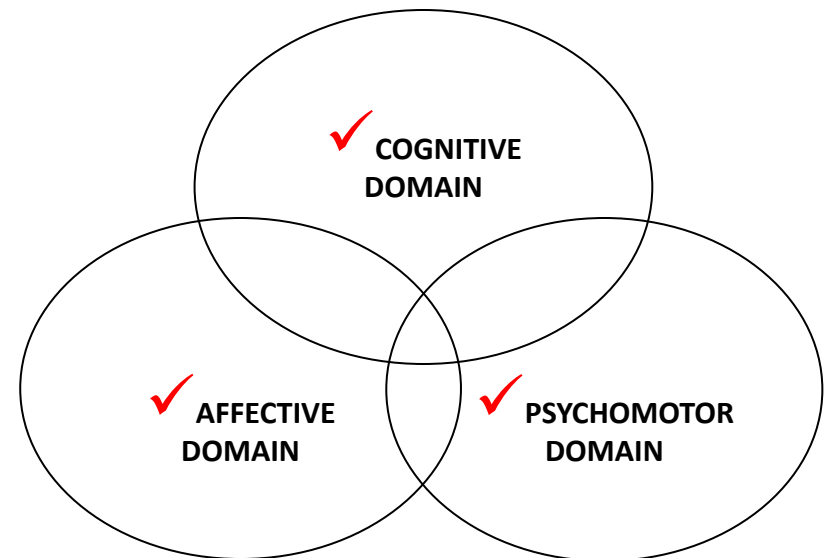 COGNITIVE
DOMAIN
AFFECTIVE
DOMAIN
PSYCHOMOTOR
DOMAIN